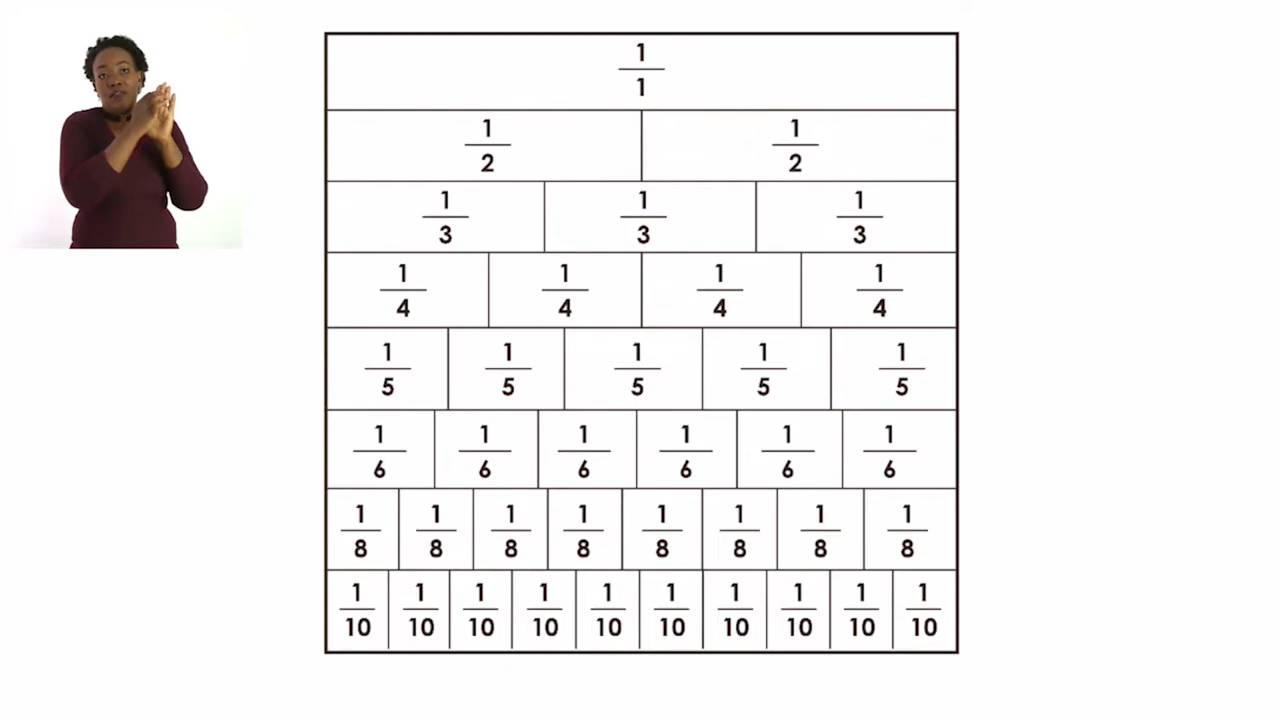 1/1
1/2 1/2
1/3 1/3 1/3
1/4 1/4 1/4 1/4
1/5 1/5 1/5 1/5 1/5
1/6 1/6 1/6 1/6 1/6 1/6
1/8 1/8 1/8 1/8 1/8 1/8 1/8 1/8
1/10 1/10 1/10 1/10 1/10 1/10 1/10 1/10 1/10 1/10